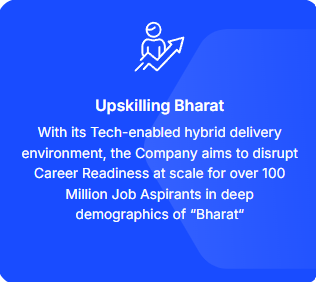 Upskilling Bharat
With its Tech-enabled hybrid delivery
environment, the Company aims to disrupt
Career Readiness at scale for over 100
Million Job Aspirants in deep
demographics of “Bharat“